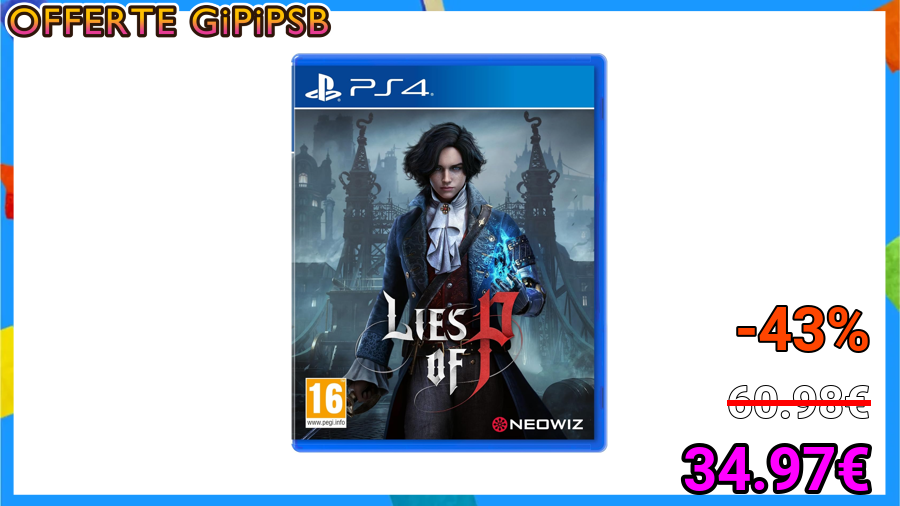 OFFERTE GiPiPSB
PS4
LIES
OF P
16
www.pegi.info
NEOWIZ
-43%
60.98€
34.97€